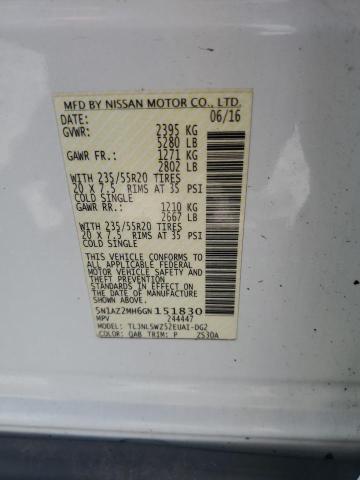 MFD BY NISSAN MOTOR CO., LTD.
DATE: 06/16
GVWR: 2395 KG
5280 LB
GAWR FR.: 1271 KG
2802 LB
WITH 235/55R20 TIRES
20 X 7.5 RIMS AT 35 PSI
COLD SINGLE
GAWR RR.: 1210 KG
2667 LB
WITH 235/55R20 TIRES
20 X 7.5 RIMS AT 35 PSI
COLD SINGLE
THIS VEHICLE CONFORMS TO ALL
APPLICABLE FEDERAL MOTOR
VEHICLE SAFETY AND
THEFT PREVENTION
STANDARDS IN EFFECT ON THE
DATE OF MANUFACTURE
SHOWN ABOVE.
5N1AZ2MH6GN151830
MPV 244447
MODEL: TL3NLSWZ52EUAI-DG2
COLOR: QAB TRIM: P ZS30A